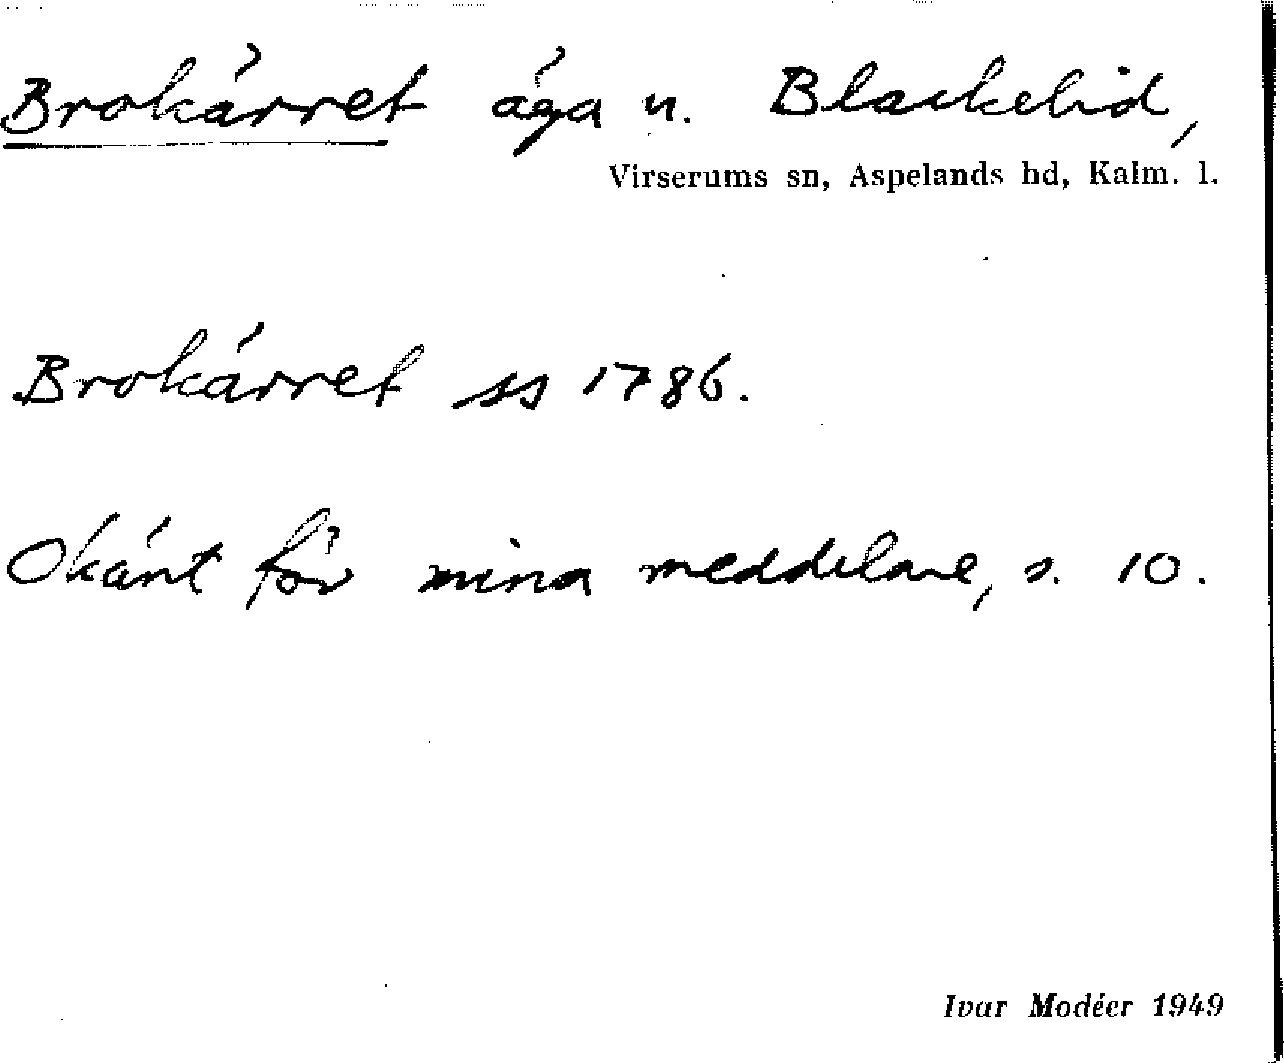 Brokärret äga u. Blackelid,
Virserums sn, Aspelands hd, Kalm. l.
Brokärret ss 1786.
Okänt för mina meddelare, s. 10.
Ivar Modéer 1949